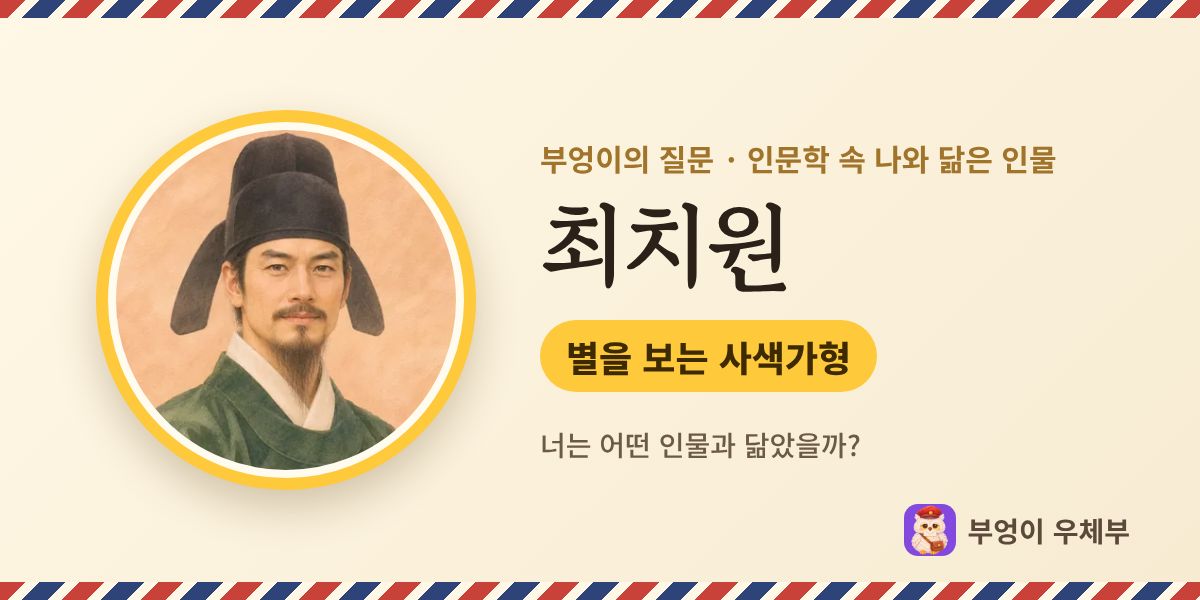 부엉이의 질문 · 인문학 속 나와 닮은 인물
최치원
별을 보는 사색가형
너는 어떤 인물과 닮았을까?
부엉이 우체부